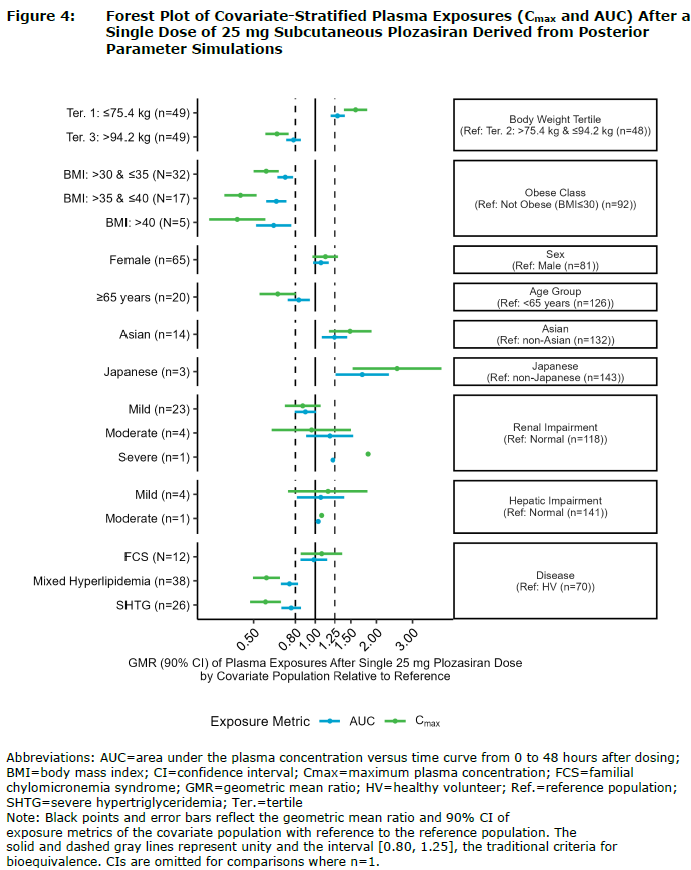 Figure 4: Forest Plot of Covariate-Stratified Plasma Exposures (Cmax and AUC) After a
Single Dose of 25 mg Subcutaneous Plozasiran Derived from Posterior
Parameter Simulations
Ter. 1: ≤75.4 kg (n=49)
Ter. 3: >94.2 kg (n=49)
Body Weight Tertile
(Ref: Ter. 2: >75.4 kg & ≤94.2 kg (n=48))
BMI: >30 & ≤35 (N=32)
BMI: >35 & ≤40 (N=17)
BMI: >40 (N=5)
Obese Class
(Ref: Not Obese (BMI≤30) (n=92))
Female (n=65)
Sex
(Ref: Male (n=81))
≥65 years (n=20)
Age Group
(Ref: <65 years (n=126))
Asian (n=14)
Asian
(Ref: non-Asian (n=132))
Japanese (n=3)
Japanese
(Ref: non-Japanese (n=143))
Mild (n=23)
Moderate (n=4)
Severe (n=1)
Renal Impairment
(Ref: Normal (n=118))
Mild (n=4)
Moderate (n=1)
Hepatic Impairment
(Ref: Normal (n=141))
FCS (N=12)
Mixed Hyperlipidemia (n=38)
SHTG (n=26)
Disease
(Ref: HV (n=70))
0.50 0.80 1.00 1.25 1.50 2.00 3.00
GMR (90% CI) of Plasma Exposures After Single 25 mg Plozasiran Dose
by Covariate Population Relative to Reference
Exposure Metric AUC Cmax
Abbreviations: AUC=area under the plasma concentration versus time curve from 0 to 48 hours after dosing;
BMI=body mass index; CI=confidence interval; Cmax=maximum plasma concentration; FCS=familial
chylomicronemia syndrome; GMR=geometric mean ratio; HV=healthy volunteer; Ref.=reference population;
SHTG=severe hypertriglyceridemia; Ter.=tertile
Note: Black points and error bars reflect the geometric mean ratio and 90% CI of
exposure metrics of the covariate population with reference to the reference population. The
solid and dashed gray lines represent unity and the interval [0.80, 1.25], the traditional criteria for
bioequivalence. CIs are omitted for comparisons where n=1.